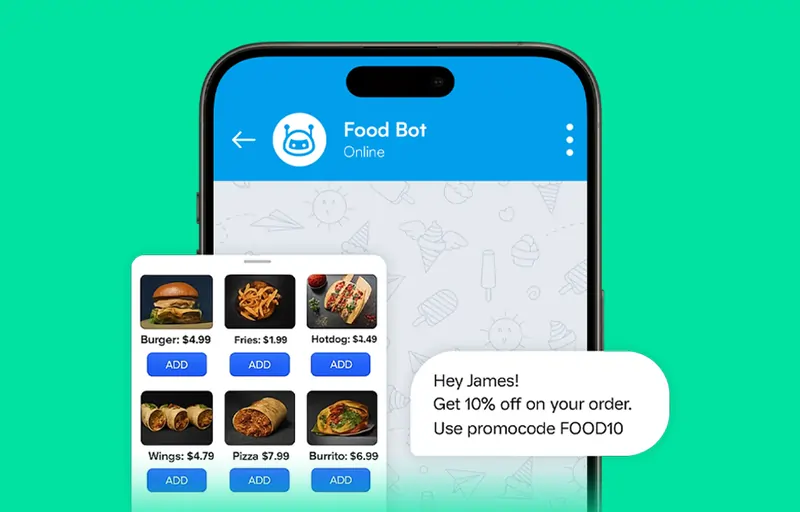 Food Bot
Online
Burger: $4.99
Fries: $1.99
Hotdog: $1.49
ADD
ADD
ADD
Wings: $4.79
Pizza $7.99
Burrito: $6.99
ADD
ADD
ADD
Hey James!
Get 10% off on your order.
Use promocode FOOD10